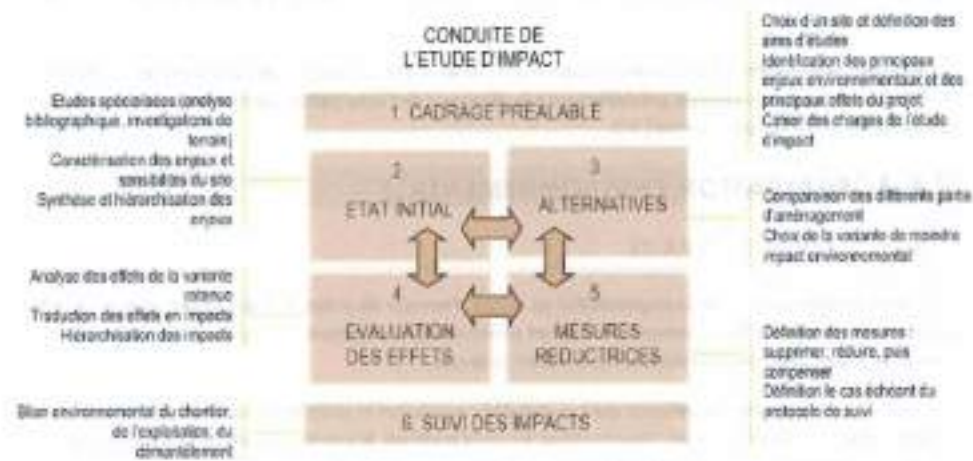 CONDUITE DE
L'ETUDE D'IMPACT
Choix d'un site et définition des
aires d'études
Identification des principaux
enjeux environnementaux et des
principaux effets du projet
Cahier des charges de l'étude
d'impact
1. CADRAGE PREALABLE
Etudes spécialisées (analyse
bibliographique, investigations de
terrain)
Caractérisation des enjeux et
sensibilités du site
Synthèse et hiérarchisation des
enjeux
2
ETAT INITIAL
3
ALTERNATIVES
Comparaison des différents partis
d'aménagement
Choix de la variante de moindre
impact environnemental
Analyse des effets de la variante
retenue
Traduction des effets en impacts
Hiérarchisation des impacts
4
EVALUATION
DES EFFETS
5
MESURES
REDUCTRICES
Définition des mesures :
supprimer, réduire, puis
compenser
Définition le cas échéant du
protocole de suivi
6. SUIVI DES IMPACTS
Bilan environnemental du chantier,
de l'exploitation, du
démantèlement